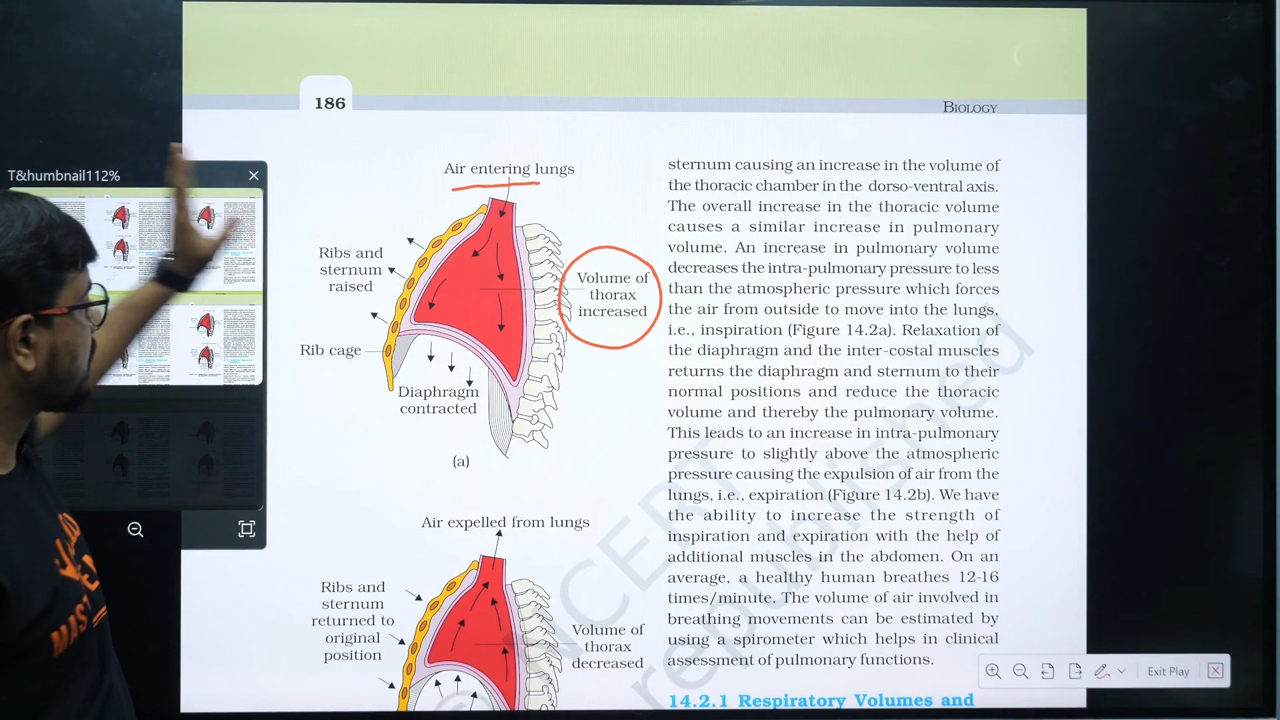 186
BIOLOGY
T&humbnail112%
Air entering lungs
Ribs and
sternum
raised
Volume of
thorax
increased
Rib cage
Diaphragm
contracted
(a)
Air expelled from lungs
Ribs and
sternum
returned to
original
position
Volume of
thorax
decreased
sternum causing an increase in the volume of
the thoracic chamber in the dorso-ventral axis.
The overall increase in the thoracic volume
causes a similar increase in pulmonary
volume. An increase in pulmonary volume
decreases the intra-pulmonary pressure to less
than the atmospheric pressure which forces
the air from outside to move into the lungs,
i.e., inspiration (Figure 14.2a). Relaxation of
the diaphragm and the inter-costal muscles
returns the diaphragm and sternum to their
normal positions and reduce the thoracic
volume and thereby the pulmonary volume.
This leads to an increase in intra-pulmonary
pressure to slightly above the atmospheric
pressure causing the expulsion of air from the
lungs, i.e., expiration (Figure 14.2b). We have
the ability to increase the strength of
inspiration and expiration with the help of
additional muscles in the abdomen. On an
average, a healthy human breathes 12-16
times/minute. The volume of air involved in
breathing movements can be estimated by
using a spirometer which helps in clinical
assessment of pulmonary functions.
14.2.1 Respiratory Volumes and
© NCERT
republished
Exit Play